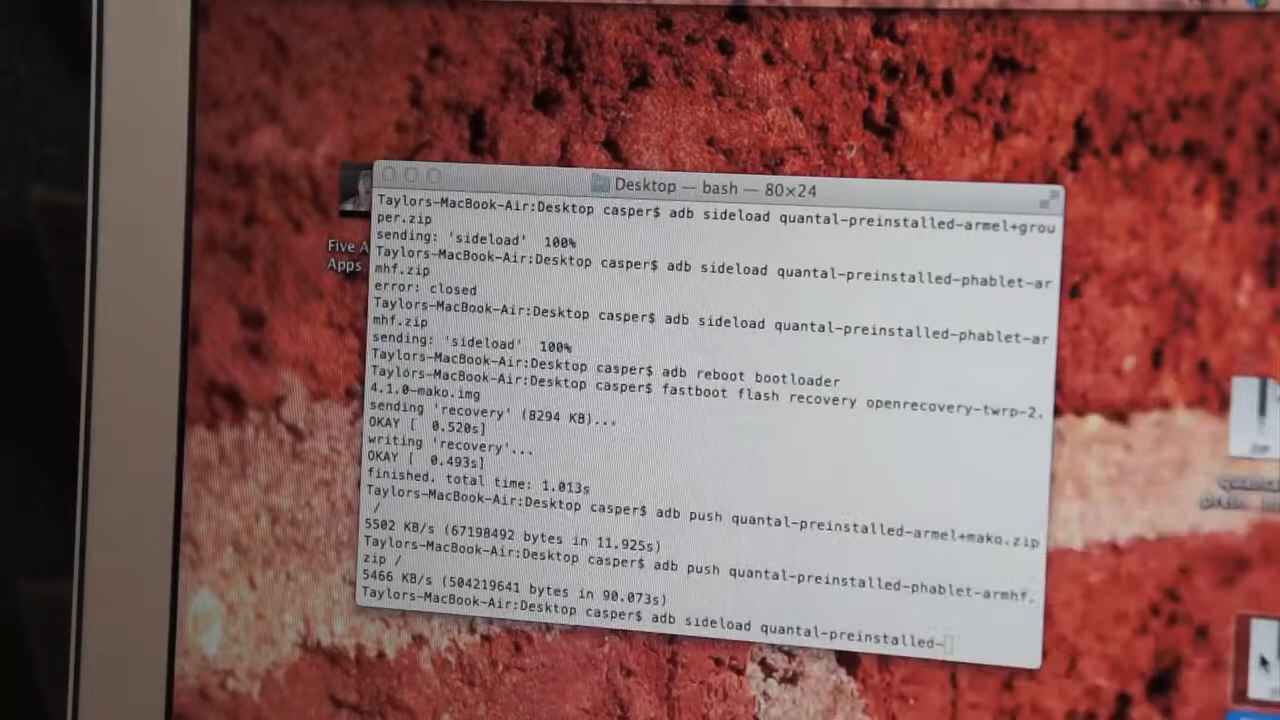 Desktop — bash — 80×24
Taylors-MacBook-Air:Desktop casper$ adb sideload quantal-preinstalled-armel+grou
per.zip
sending: 'sideload'  100%
Taylors-MacBook-Air:Desktop casper$ adb sideload quantal-preinstalled-phablet-ar
mhf.zip
error: closed
Taylors-MacBook-Air:Desktop casper$ adb sideload quantal-preinstalled-phablet-ar
mhf.zip
sending: 'sideload'  100%
Taylors-MacBook-Air:Desktop casper$ adb reboot bootloader
Taylors-MacBook-Air:Desktop casper$ fastboot flash recovery openrecovery-twrp-2.
4.1.0-mako.img
sending 'recovery' (8294 KB)...
OKAY [  0.520s]
writing 'recovery'...
OKAY [  0.493s]
finished. total time: 1.013s
Taylors-MacBook-Air:Desktop casper$ adb push quantal-preinstalled-armel+mako.zip
/
5502 KB/s (67198492 bytes in 11.925s)
Taylors-MacBook-Air:Desktop casper$ adb push quantal-preinstalled-phablet-armhf.
zip /
5466 KB/s (504219641 bytes in 90.073s)
Taylors-MacBook-Air:Desktop casper$ adb sideload quantal-preinstalled-
Five A
Apps